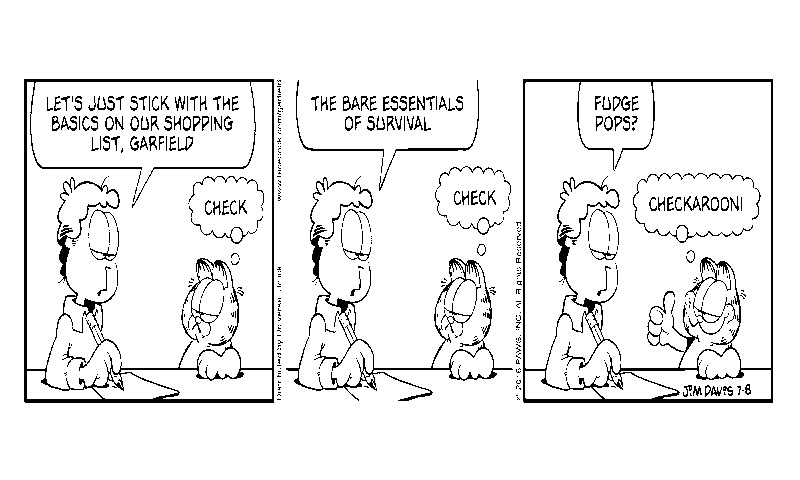 LET'S JUST STICK WITH THE
BASICS ON OUR SHOPPING
LIST, GARFIELD
CHECK
THE BARE ESSENTIALS
OF SURVIVAL
CHECK
FUDGE
POPS?
CHECKAROONI
JIM DAVIS 7-8